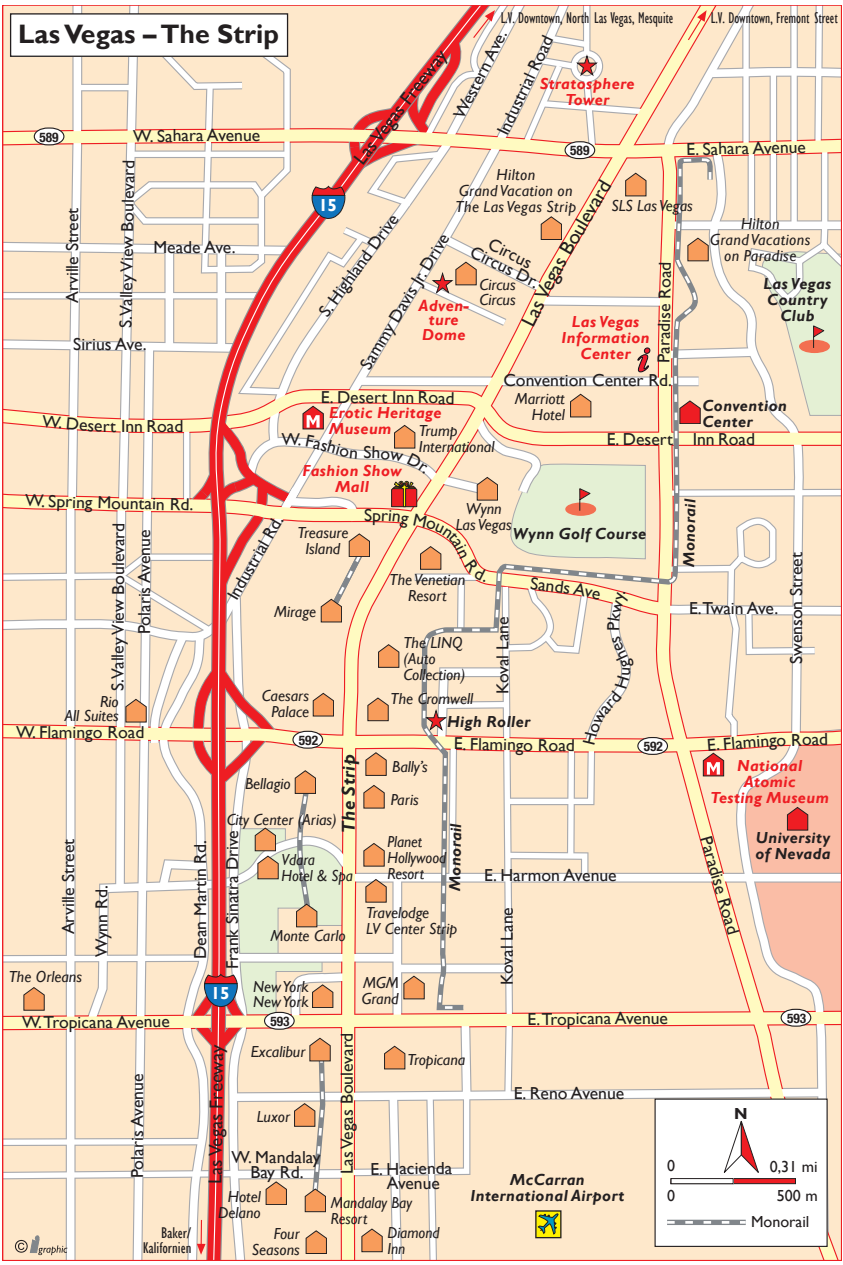 Las Vegas – The Strip
L.V. Downtown, North Las Vegas, Mesquite
L.V. Downtown, Fremont Street
Las Vegas Freeway
Western Ave.
Industrial Road
Stratosphere
Tower
589
W. Sahara Avenue
589
E. Sahara Avenue
15
Hilton
Grand Vacation on
The Las Vegas Strip
SLS Las Vegas
Hilton
Grand Vacations
on Paradise
Arville Street
S. Valley View Boulevard
Meade Ave.
S. Highland Drive
Sammy Davis Jr. Drive
Circus
Circus Dr.
Circus
Circus
Las Vegas Boulevard
Paradise Road
Las Vegas
Country
Club
Adven-
ture
Dome
Las Vegas
Information
Center
i
Sirius Ave.
Convention Center Rd.
E. Desert Inn Road
Marriott
Hotel
Convention
Center
M
Erotic Heritage
Museum
W. Desert Inn Road
Trump
International
E. Desert Inn Road
W. Fashion Show Dr.
Fashion Show
Mall
W. Spring Mountain Rd.
Spring Mountain Rd.
Wynn
Las Vegas
Wynn Golf Course
Monorail
Industrial Rd.
Treasure
Island
The Venetian
Resort
Sands Ave
E. Twain Ave.
S. Valley View Boulevard
Polaris Avenue
Swenson Street
Mirage
The LINQ
(Auto
Collection)
Koval Lane
Howard Hughes Pkwy.
Rio
All Suites
Caesars
Palace
The Cromwell
High Roller
W. Flamingo Road
592
E. Flamingo Road
592
E. Flamingo Road
The Strip
Bally's
M
National
Atomic
Testing Museum
Bellagio
Paris
City Center (Arias)
University
of Nevada
Vdara
Hotel & Spa
Planet
Hollywood
Resort
Monorail
Paradise Road
Arville Street
Wynn Rd.
Dean Martin Rd.
Frank Sinatra Drive
E. Harmon Avenue
Travelodge
LV Center Strip
Monte Carlo
Koval Lane
The Orleans
15
New York
New York
MGM
Grand
W. Tropicana Avenue
593
E. Tropicana Avenue
593
Excalibur
Tropicana
Las Vegas Freeway
Las Vegas Boulevard
Polaris Avenue
E. Reno Avenue
Luxor
W. Mandalay
Bay Rd.
E. Hacienda
Avenue
Hotel
Delano
Mandalay Bay
Resort
McCarran
International Airport
Four
Seasons
Diamond
Inn
Baker/
Kalifornien
N
0 0,31 mi
0 500 m
Monorail
© graphic